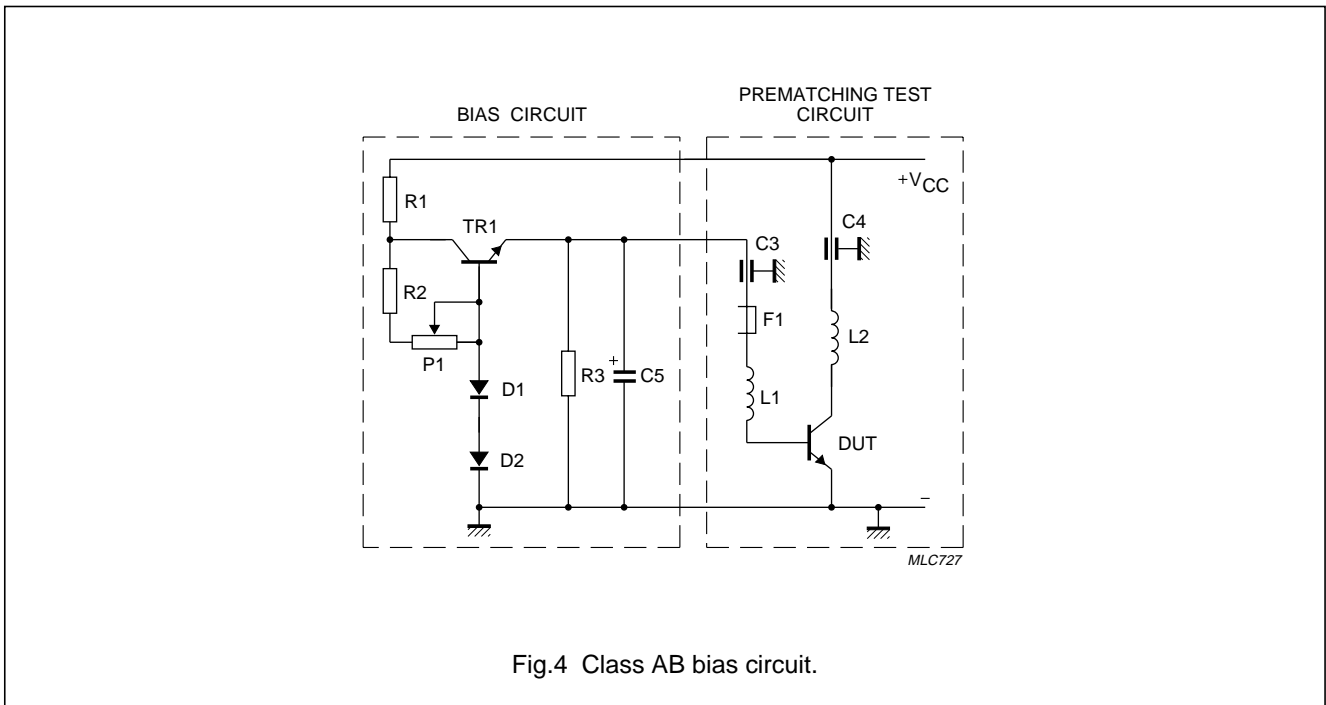 PREMATCHING TEST
CIRCUIT
BIAS CIRCUIT
+VCC
R1
TR1
C4
C3
R2
F1
L2
P1
D1
R3
+
C5
L1
DUT
D2
–
MLC727
Fig.4 Class AB bias circuit.